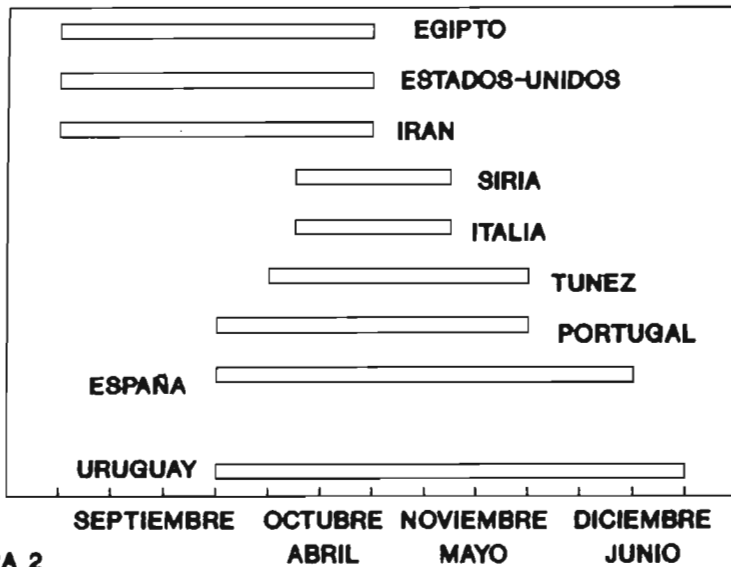 EGIPTO
ESTADOS-UNIDOS
IRAN
SIRIA
ITALIA
TUNEZ
PORTUGAL
ESPAÑA
URUGUAY
SEPTIEMBRE OCTUBRE NOVIEMBRE DICIEMBRE
ABRIL MAYO JUNIO
2